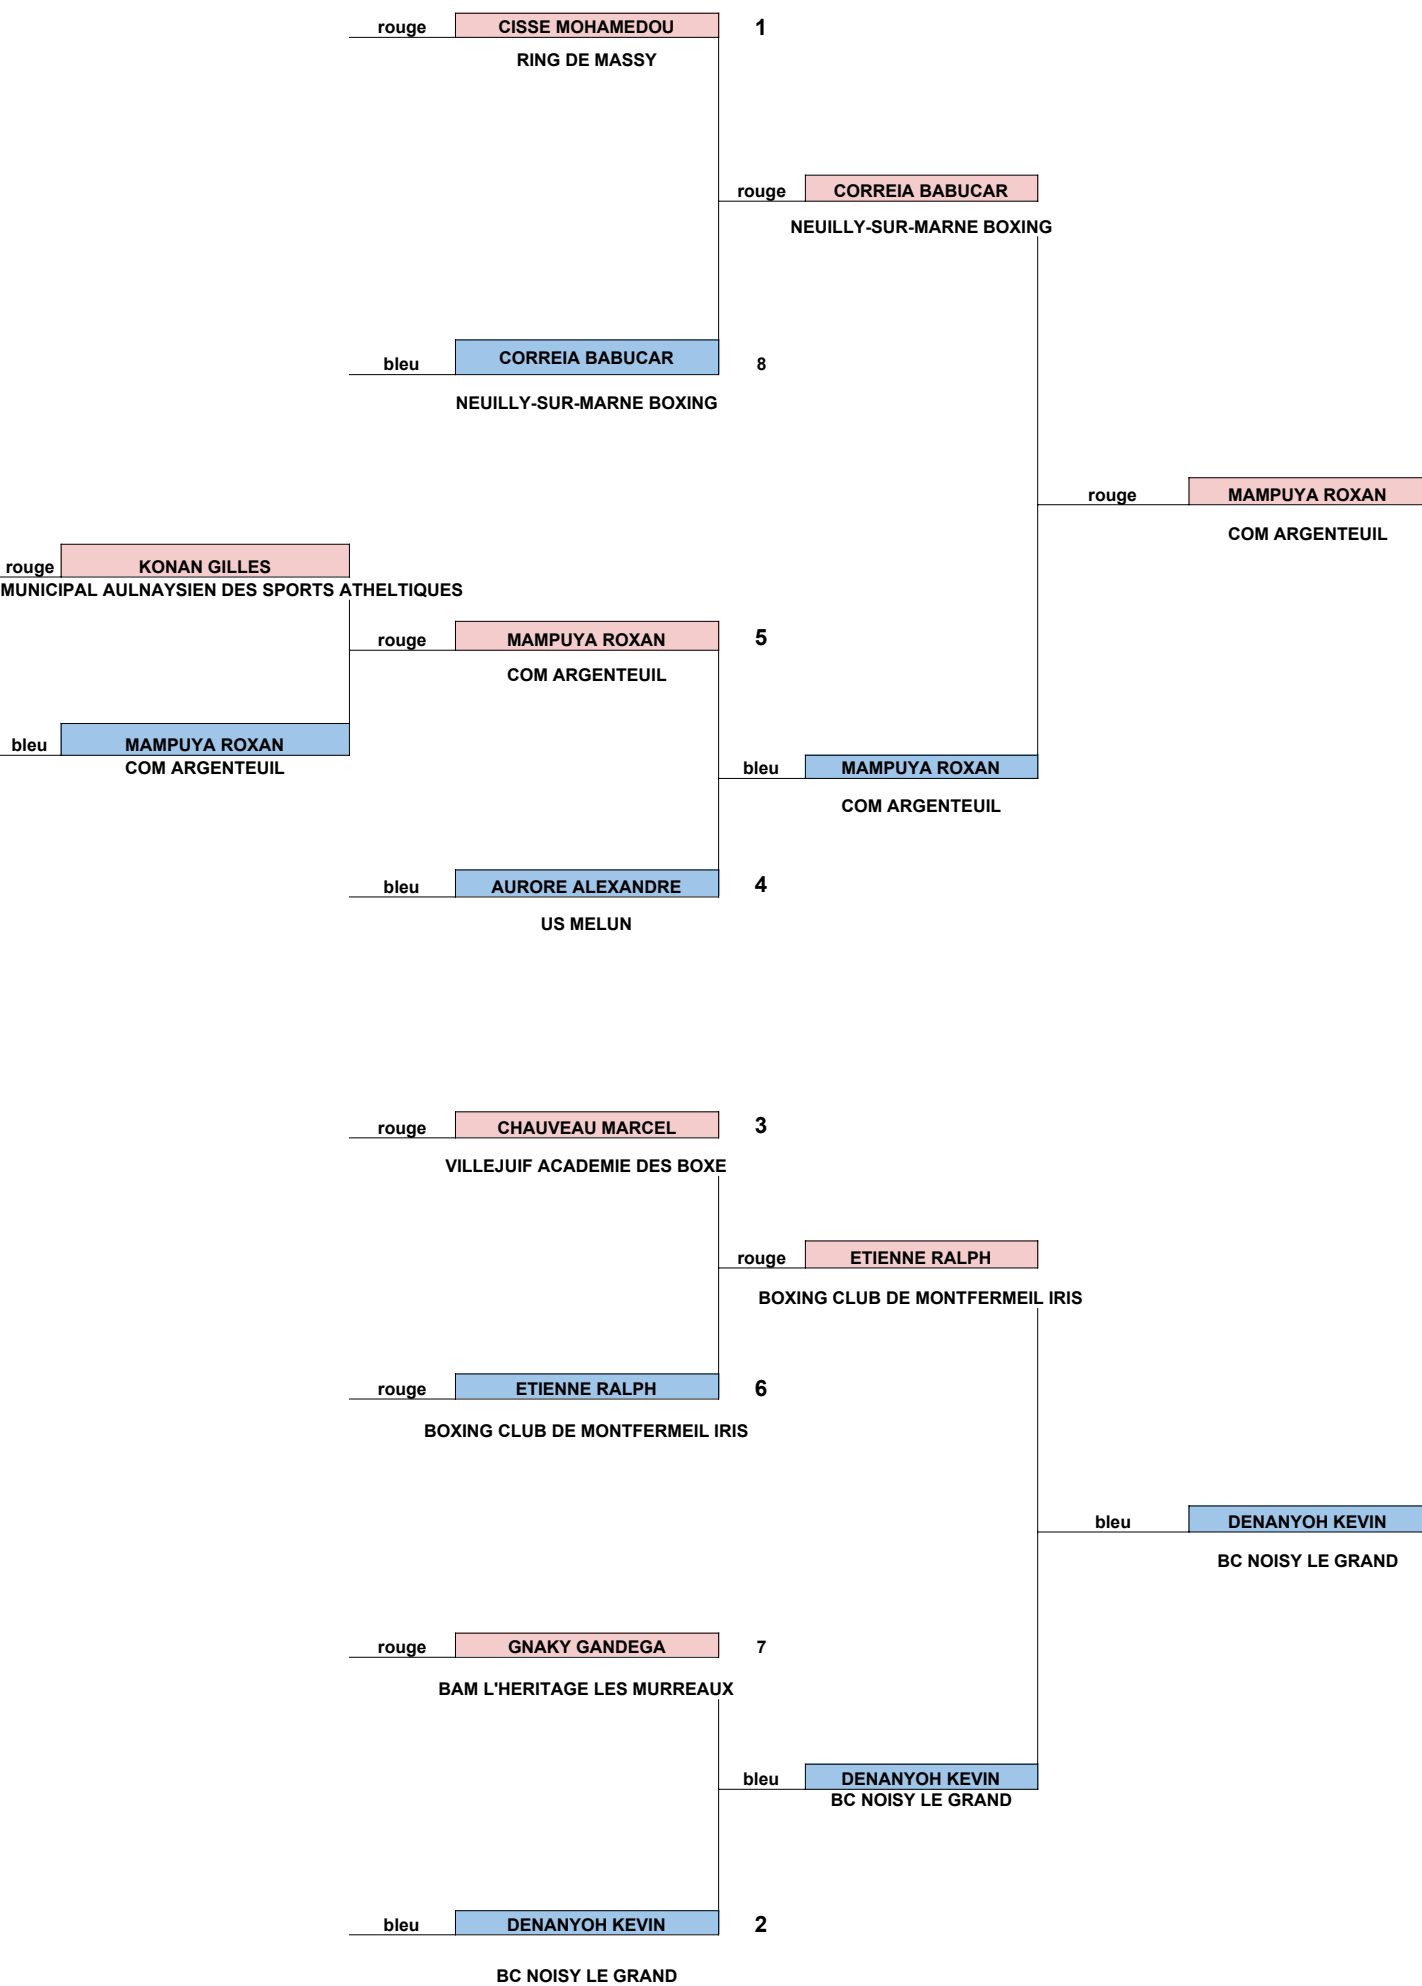 rouge CISSE MOHAMEDOU 1
RING DE MASSY
rouge CORREIA BABUCAR
NEUILLY-SUR-MARNE BOXING
bleu CORREIA BABUCAR 8
NEUILLY-SUR-MARNE BOXING
rouge MAMPUYA ROXAN
COM ARGENTEUIL
rouge KONAN GILLES
MUNICIPAL AULNAYSIEN DES SPORTS ATHELTIQUES
rouge MAMPUYA ROXAN 5
COM ARGENTEUIL
bleu MAMPUYA ROXAN
COM ARGENTEUIL
bleu MAMPUYA ROXAN
COM ARGENTEUIL
bleu AURORE ALEXANDRE 4
US MELUN
rouge CHAUVEAU MARCEL 3
VILLEJUIF ACADEMIE DES BOXE
rouge ETIENNE RALPH
BOXING CLUB DE MONTFERMEIL IRIS
rouge ETIENNE RALPH 6
BOXING CLUB DE MONTFERMEIL IRIS
bleu DENANYOH KEVIN
BC NOISY LE GRAND
rouge GNAKY GANDEGA 7
BAM L'HERITAGE LES MURREAUX
bleu DENANYOH KEVIN
BC NOISY LE GRAND
bleu DENANYOH KEVIN 2
BC NOISY LE GRAND